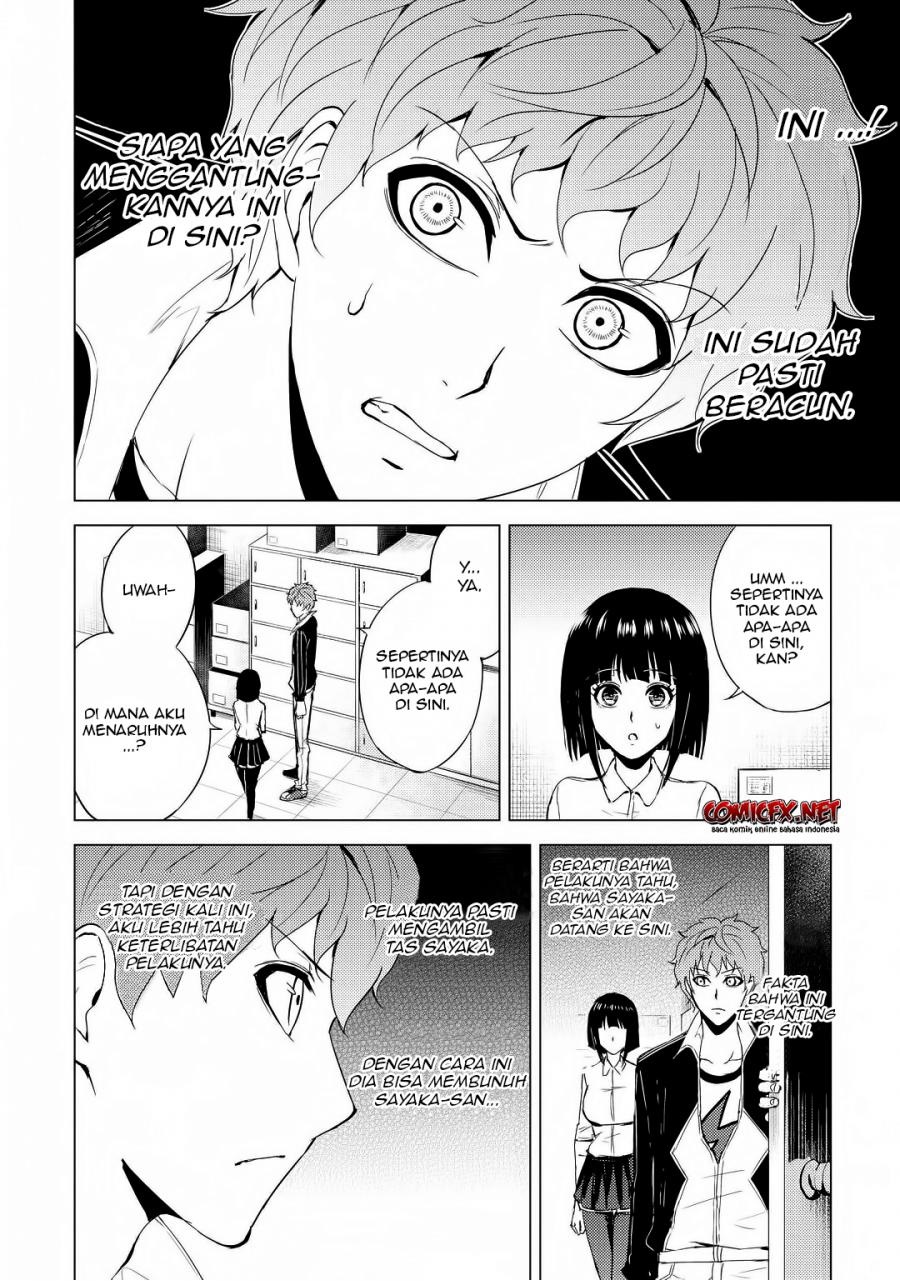 INI ...!
SIAPA YANG
MENGGANTUNG-
KANNYA INI
DI SINI?
INI SUDAH
PASTI
BERACUN.
UMM ...
SEPERTINYA
TIDAK ADA
APA-APA
DI SINI,
KAN?
Y...
YA.
SEPERTINYA
TIDAK ADA
APA-APA
DI SINI.
UWAH-
DI MANA AKU
MENARUHNYA
...?
COMICFX.NET
baca komik online bahasa indonesia
BERARTI BAHWA
PELAKUNYA TAHU,
BAHWA SAYAKA-
SAN AKAN
DATANG KE SINI.
FAKTA
BAHWA INI
TERGANTUNG
DI SINI.
PELAKUNYA PASTI
MENGAMBIL
TAS SAYAKA.
DENGAN CARA INI
DIA BISA MEMBUNUH
SAYAKA-SAN...
TAPI DENGAN
STRATEGI KALI INI,
AKU LEBIH TAHU
KETERLIBATAN
PELAKUNYA.